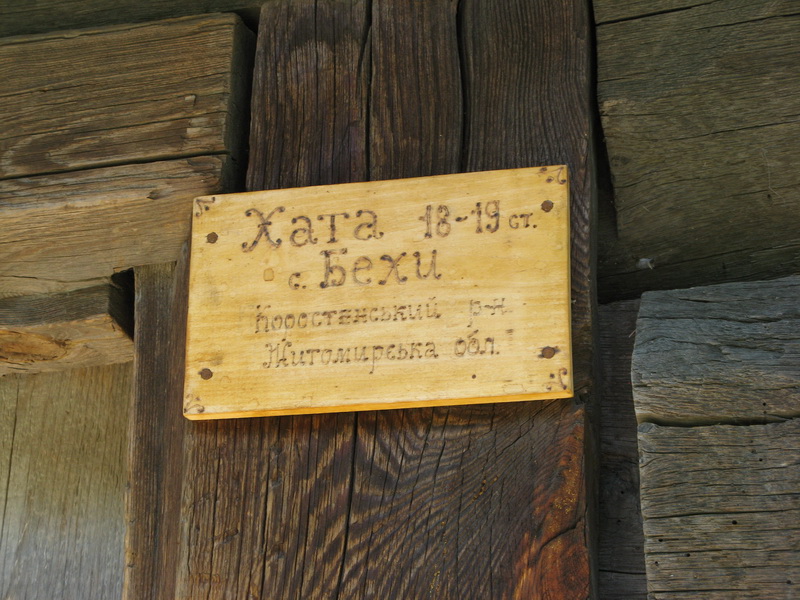 Хата 18-19 ст.
с. Бехи
Коростенський р-н.
Житомирська обл.